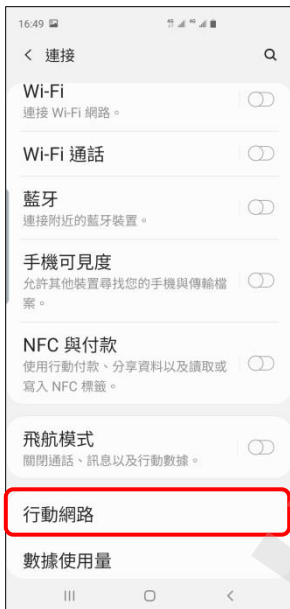 16:49
連接
Wi-Fi
連接 Wi-Fi 網路。
Wi-Fi 通話
藍牙
連接附近的藍牙裝置。
手機可見度
允許其他裝置尋找您的手機與傳輸檔
案。
NFC 與付款
使用行動付款、分享資料以及讀取或
寫入 NFC 標籤。
飛航模式
關閉通話、訊息以及行動數據。
行動網路
數據使用量